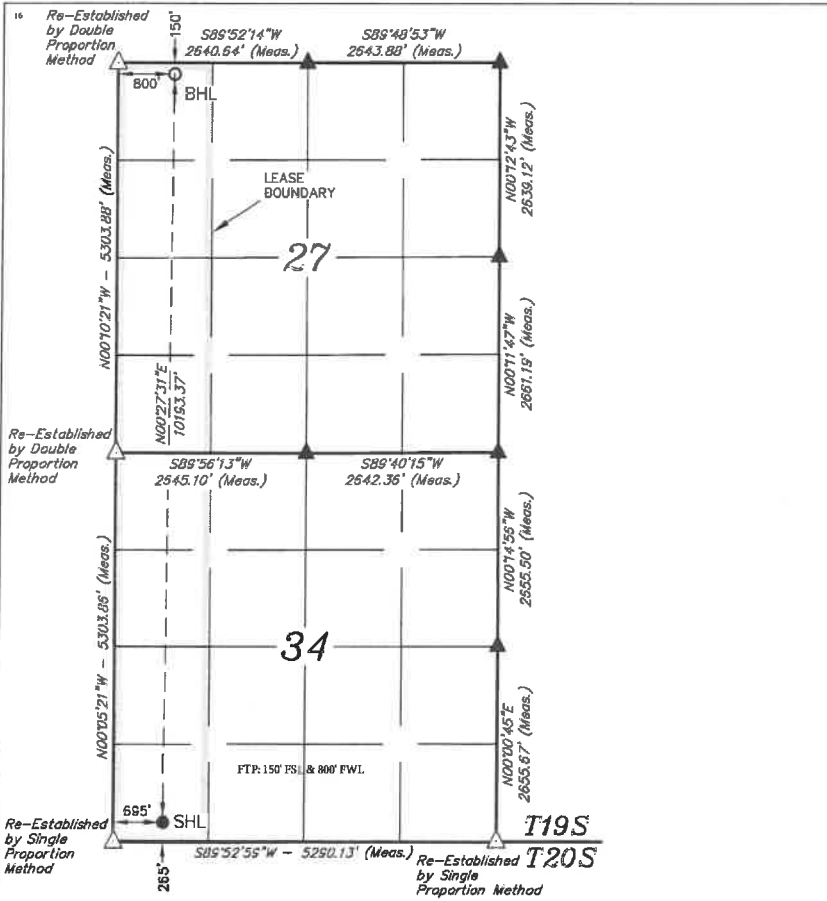 16
Re-Established
by Double
Proportion
Method
150'
S89°52'14"W
2640.64' (Meas.)
S89°48'53"W
2643.88' (Meas.)
800'
BHL
N00°10'21"W - 5303.88' (Meas.)
LEASE
BOUNDARY
N00°12'43"W
2639.12' (Meas.)
27
N00°11'47"W
2661.19' (Meas.)
N00°27'31"E
10193.37'
Re-Established
by Double
Proportion
Method
S89°56'13"W
2645.10' (Meas.)
S89°40'15"W
2642.36' (Meas.)
N00°05'21"W - 5303.86' (Meas.)
N00°14'56"W
2655.50' (Meas.)
34
N00°00'45"E
2655.67' (Meas.)
FTP: 150' FSL & 800' FWL
695'
SHL
Re-Established
by Single
Proportion
Method
265'
S89°52'59"W - 5290.13' (Meas.)
T19S
T20S
Re-Established
by Single
Proportion Method